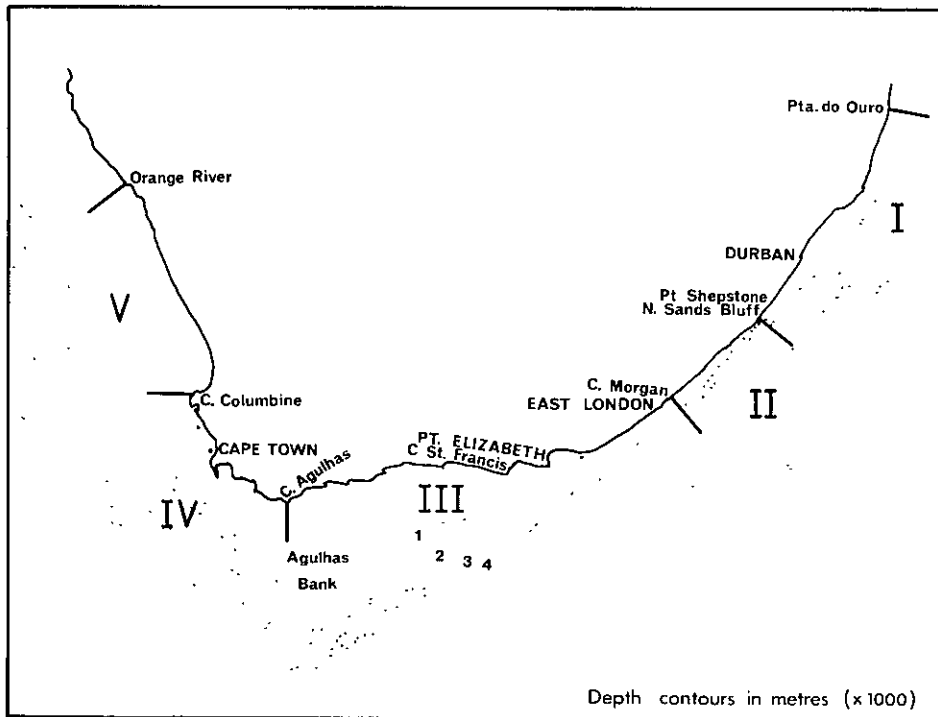 Pta. do Ouro
Orange River
I
DURBAN
Pt Shepstone
N. Sands Bluff
V
C. Morgan
EAST LONDON
II
C. Columbine
PT. ELIZABETH
C St. Francis
CAPE TOWN
C. Agulhas
III
IV
1
2
3 4
Agulhas
Bank
Depth contours in metres (x 1000)